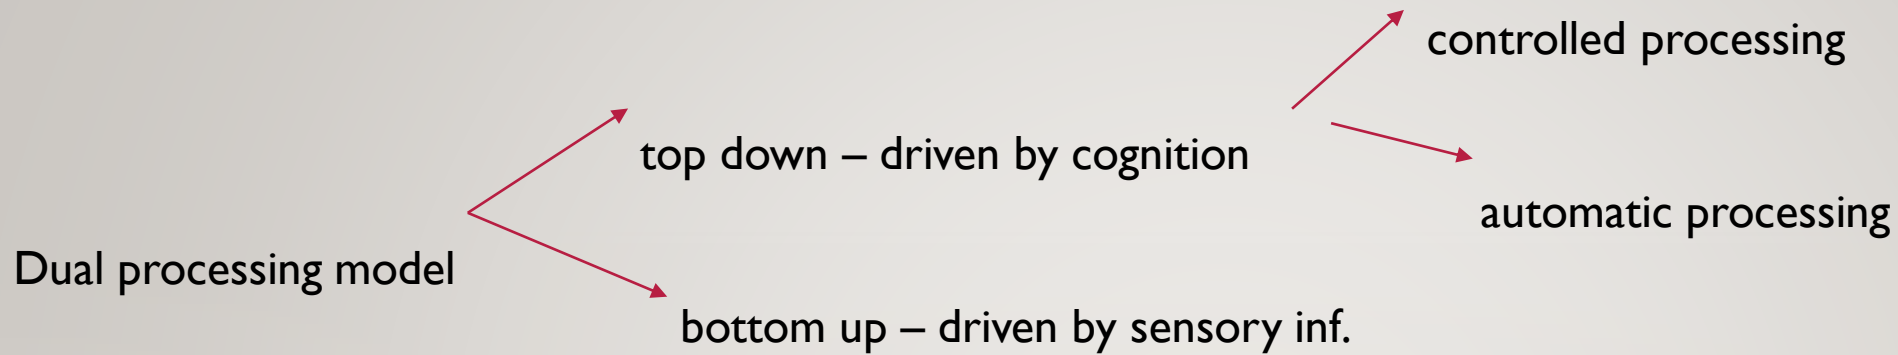 controlled processing
top down – driven by cognition
automatic processing
Dual processing model
bottom up – driven by sensory inf.